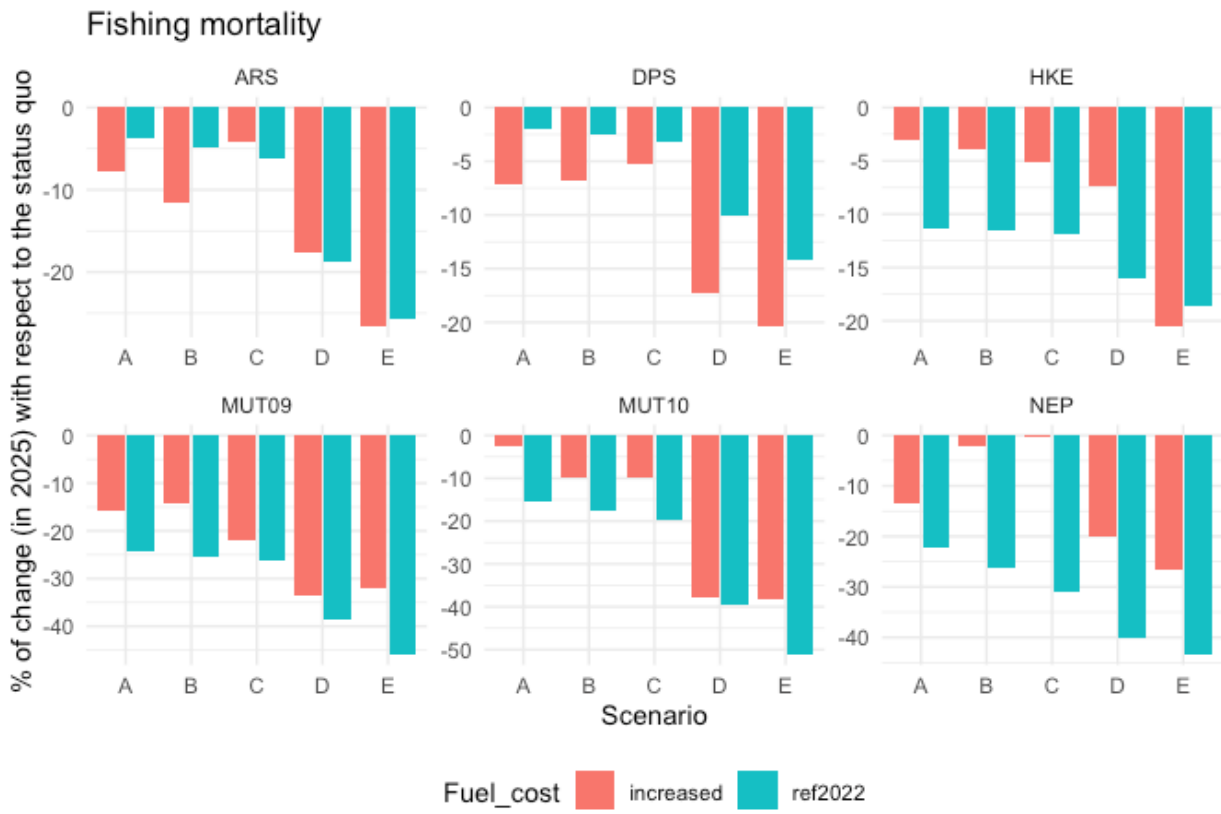 Fishing mortality
% of change (in 2025) with respect to the status quo
ARS
0
-10
-20
A B C D E
DPS
0
-5
-10
-15
-20
A B C D E
HKE
0
-5
-10
-15
-20
A B C D E
MUT09
0
-10
-20
-30
-40
A B C D E
MUT10
0
-10
-20
-30
-40
-50
A B C D E
NEP
0
-10
-20
-30
-40
A B C D E
Scenario
Fuel_cost increased ref2022